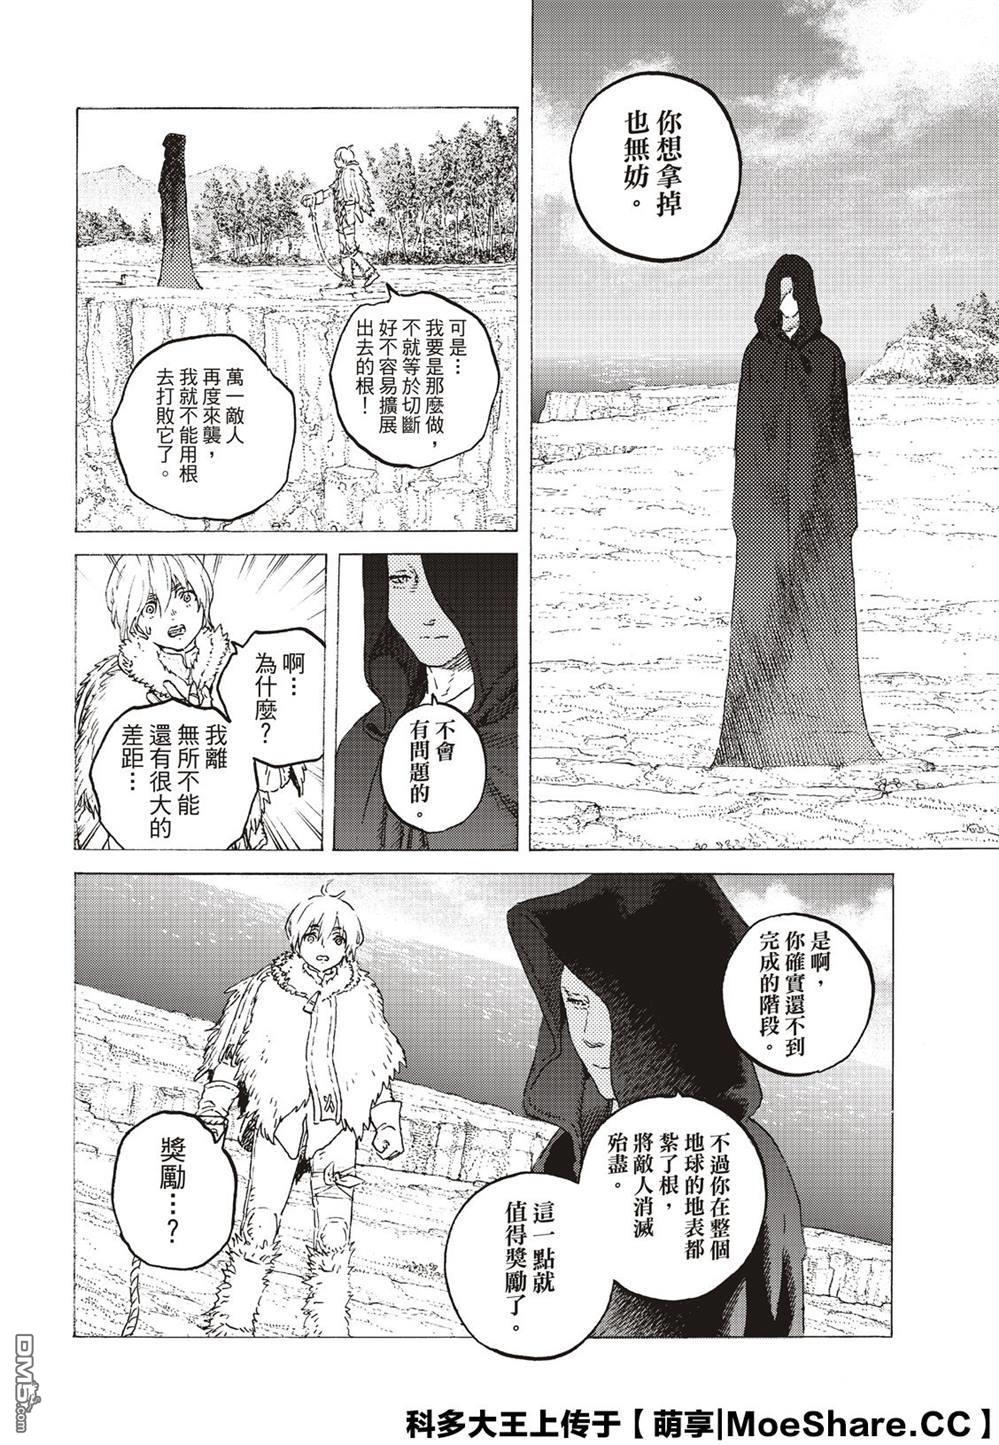 你想拿掉
也無妨。
可是…
我要是那麼做，
不就等於切斷
好不容易擴展
出去的根！
萬一敵人
再度來襲，
我就不能用根
去打敗它了。
不會
有問題的。
啊…
為什麼？
我離
無所不能
還有很大的
差距…
是啊，
你確實還不到
完成的階段。
不過你在整個
地球的地表都
紮了根，
將敵人消滅
殆盡。
這一點就
值得獎勵了。
獎勵…？
DM5.com
科多大王上传于【萌享|MoeShare.CC】